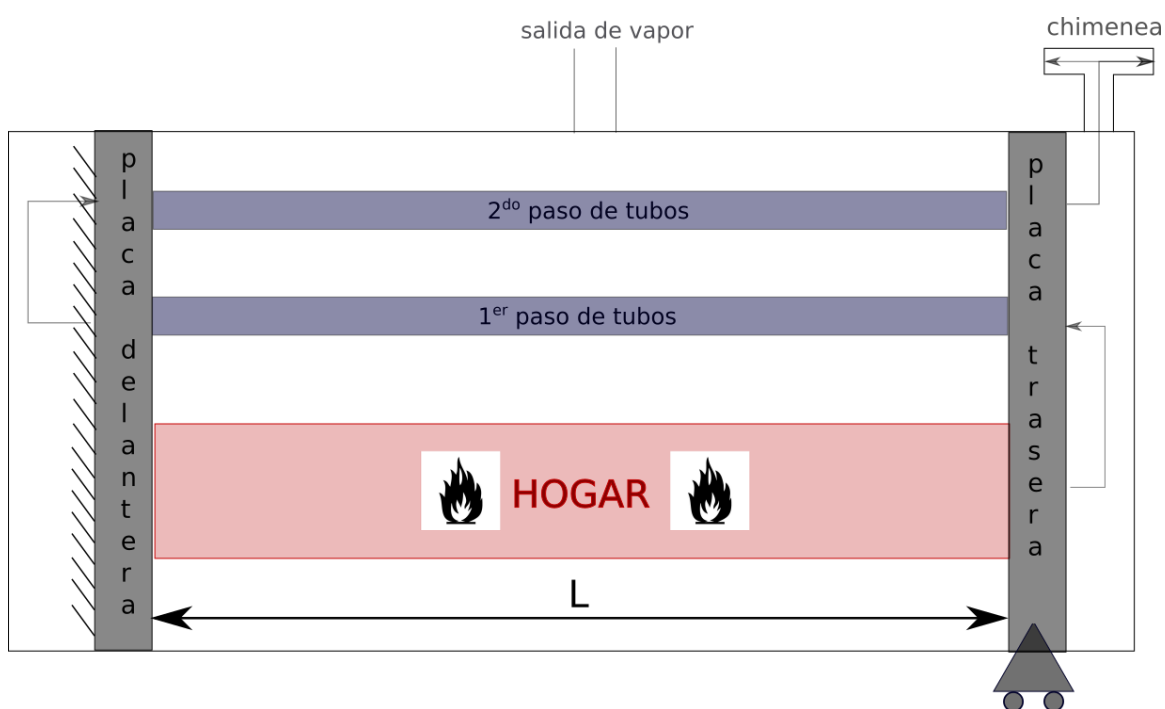 salida de vapor
chimenea
placa delantera
2do paso de tubos
1er paso de tubos
HOGAR
L
placa trasera